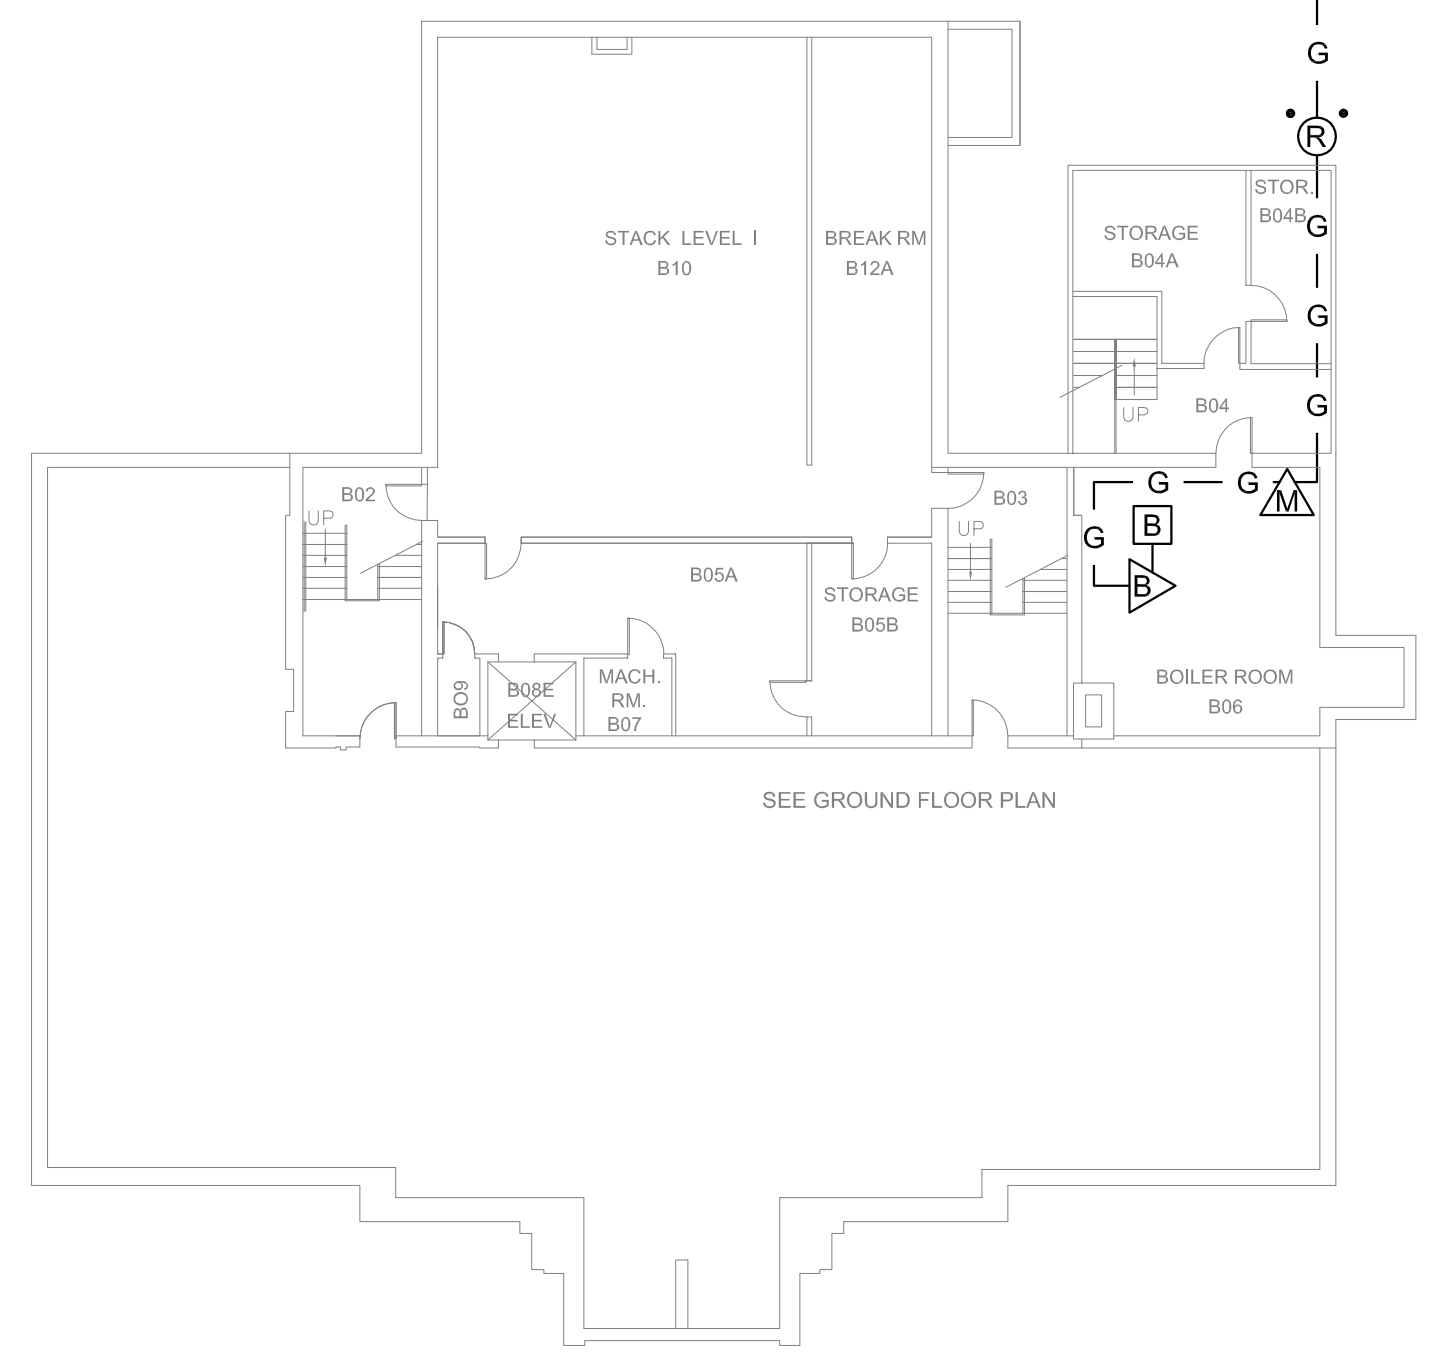 G
R
STOR.
B04B
G
STORAGE
B04A
STACK LEVEL I
B10
BREAK RM
B12A
G
G
B04
UP
B02
UP
B03
UP
G
G
M
G
B
B
B05A
STORAGE
B05B
BO9
B08E
ELEV
MACH.
RM.
B07
BOILER ROOM
B06
SEE GROUND FLOOR PLAN